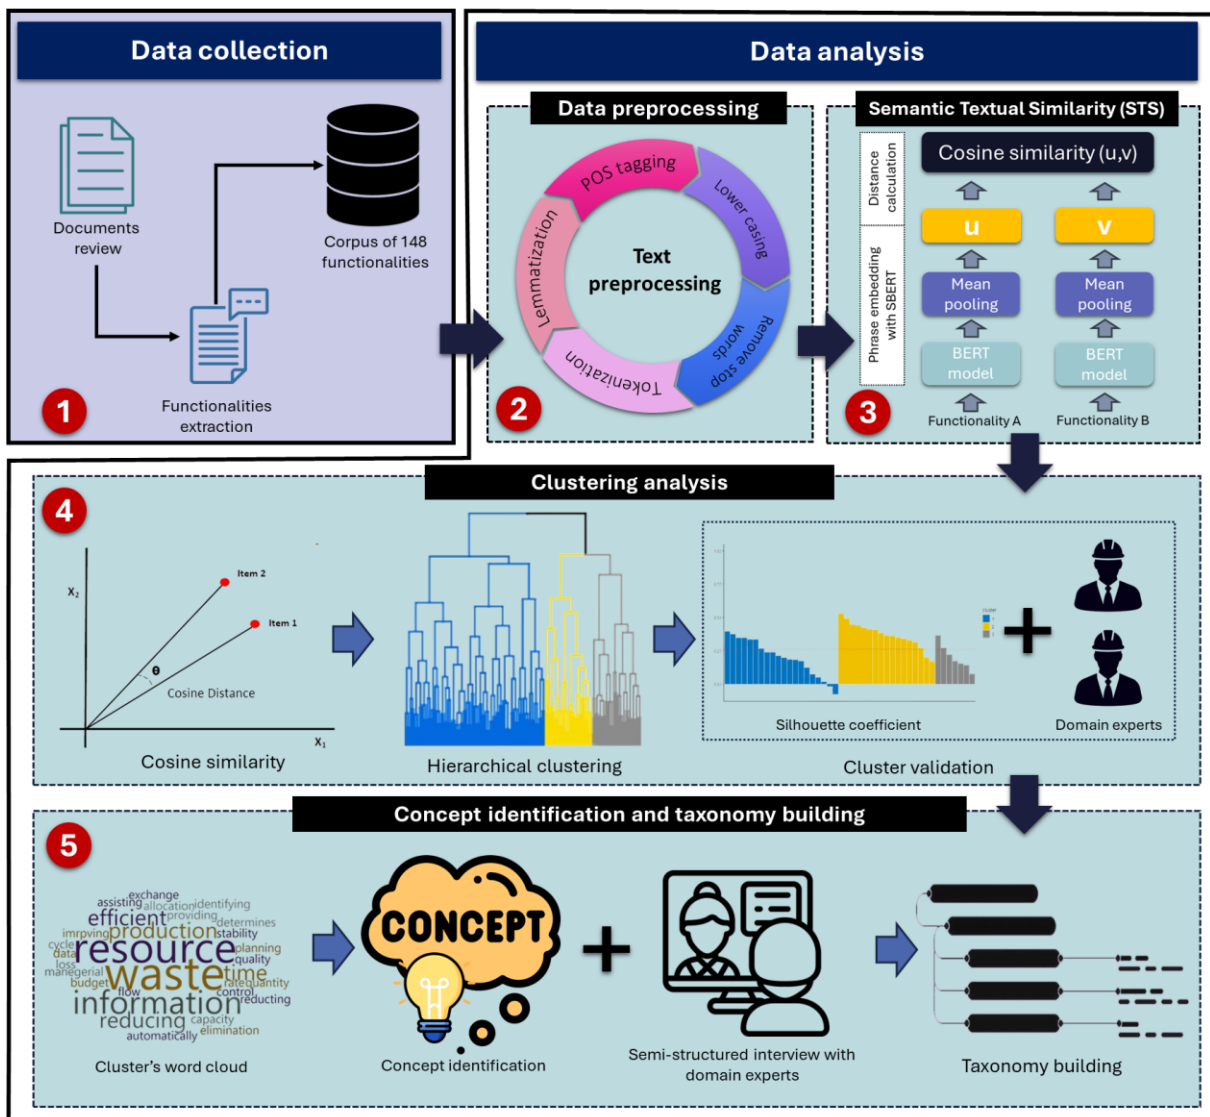 Data collection
Documents
review
Functionalities
extraction
Corpus of 148
functionalities
1
Data analysis
Data preprocessing
POS tagging
Lower casing
Remove stop
words
Tokenization
Lemmatization
Text
preprocessing
2
Semantic Textual Similarity (STS)
Distance
calculation
Phrase embedding
with SBERT
Cosine similarity (u,v)
u
v
Mean
pooling
Mean
pooling
BERT
model
BERT
model
Functionality A
Functionality B
3
Clustering analysis
4
X2
Item 2
Item 1
θ
Cosine Distance
X1
Cosine similarity
Hierarchical clustering
Silhouette coefficient
Domain experts
Cluster validation
Concept identification and taxonomy building
5
exchange
assisting
allocation
identifying
efficient
providing
determines
imrpving
production
stability
cycle
resource
planning
data
quality
loss
waste
time
managerial
budget
flow
control
ratequantity
information
reducting
reducing
capacity
automatically
elimination
Cluster's word cloud
CONCEPT
Concept identification
Semi-structured interview with
domain experts
Taxonomy building